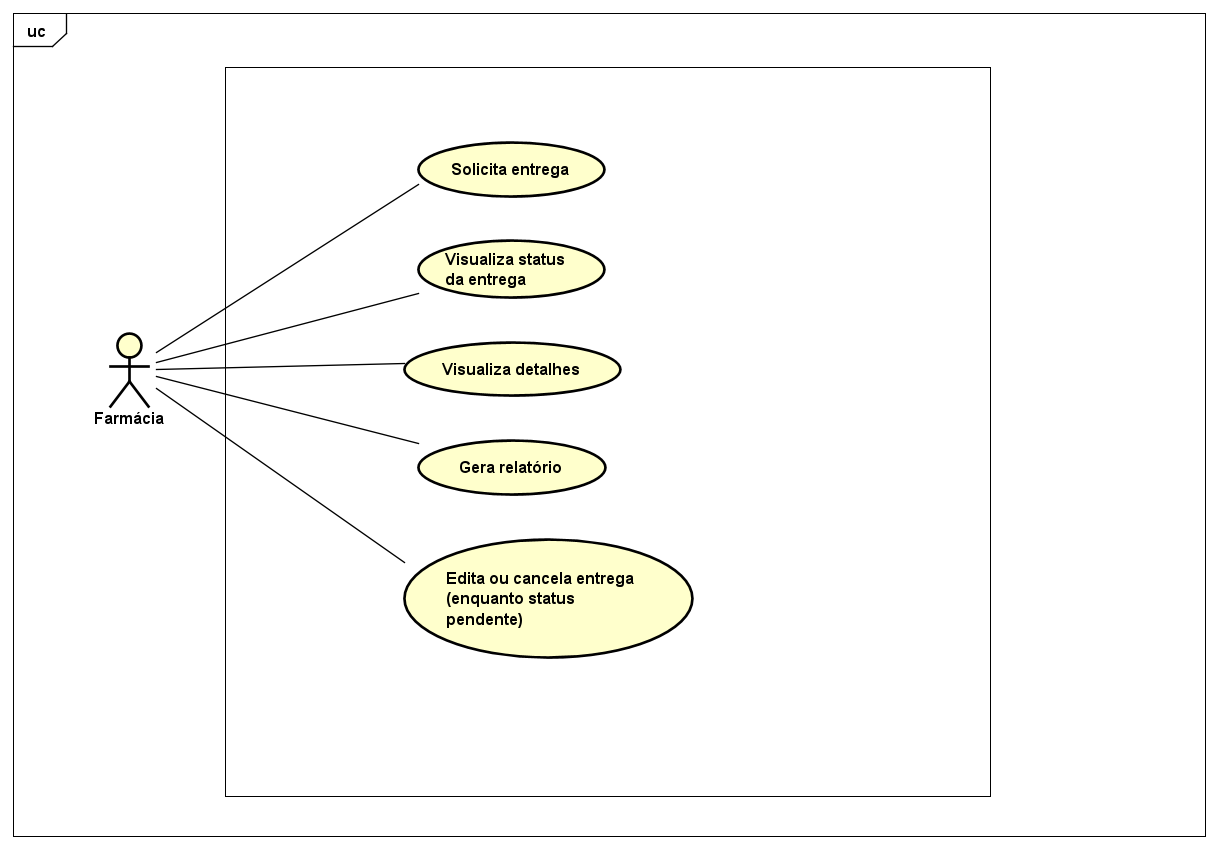 uc
Solicita entrega
Visualiza status
da entrega
Visualiza detalhes
Farmácia
Gera relatório
Edita ou cancela entrega
(enquanto status
pendente)